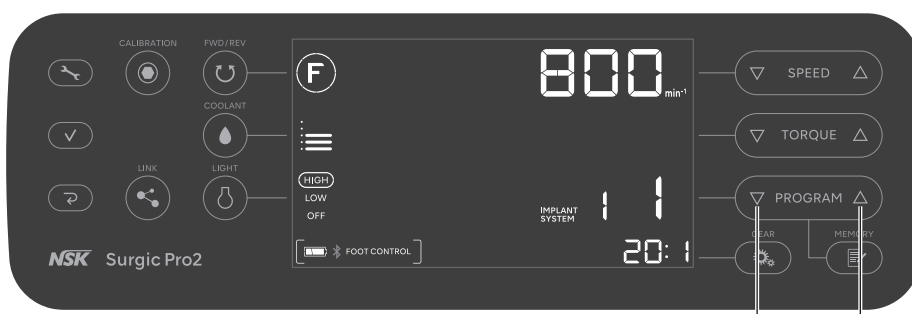 CALIBRATION
FWD/REV
COOLANT
LINK
LIGHT
NSK Surgic Pro2
F
800 min-1
HIGH
LOW
OFF
IMPLANT
SYSTEM
1 1
FOOT CONTROL
20:1
SPEED
TORQUE
PROGRAM
GEAR
MEMORY